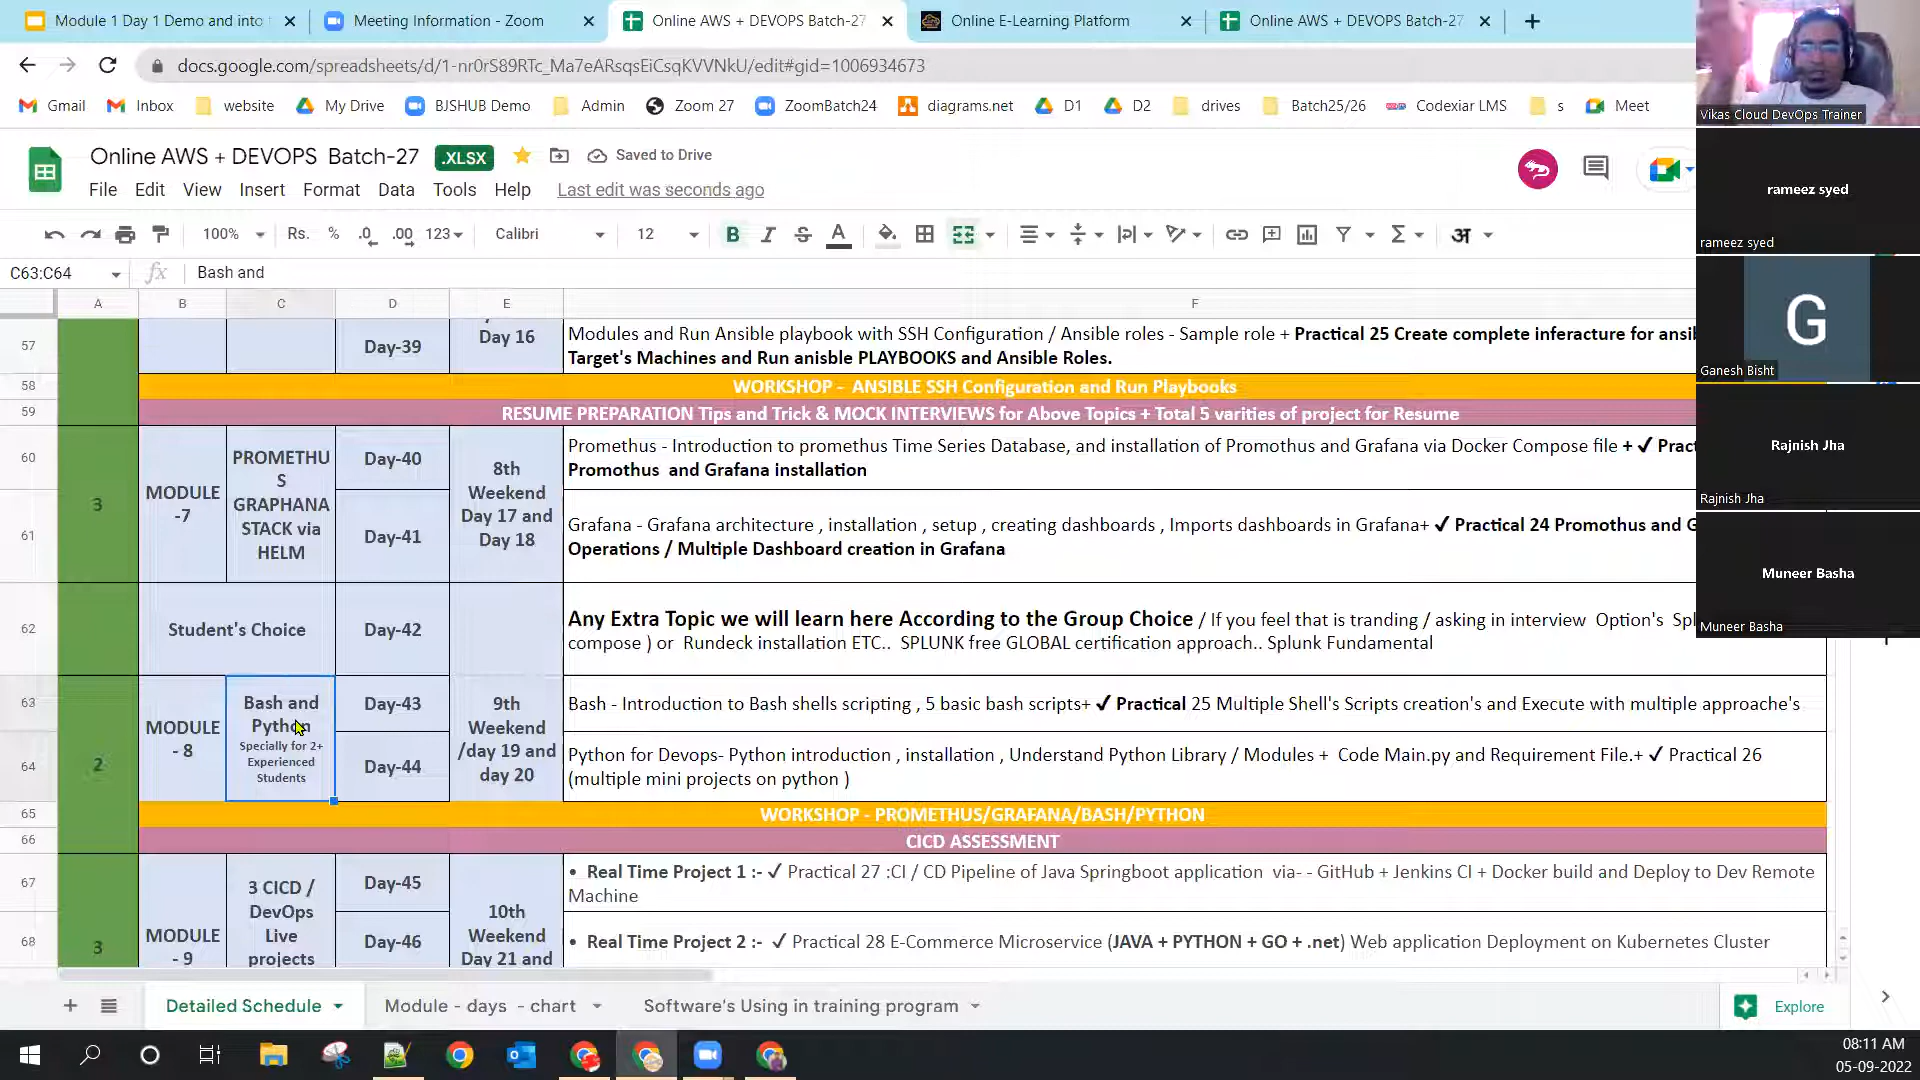 Module 1 Day 1 Demo and into
Meeting Information - Zoom
Online AWS + DEVOPS Batch-27
Online E-Learning Platform
Online AWS + DEVOPS Batch-27
docs.google.com/spreadsheets/d/1-nr0rS89RTc_Ma7eARsqsEiCsqKVVNkU/edit#gid=1006934673
Gmail
Inbox
website
My Drive
BJSHUB Demo
Admin
Zoom 27
ZoomBatch24
diagrams.net
D1
D2
drives
Batch25/26
Codexiar LMS
s
Meet
Vikas Cloud DevOps Trainer
Online AWS + DEVOPS Batch-27
.XLSX
Saved to Drive
File Edit View Insert Format Data Tools Help
Last edit was seconds ago
100%
Rs. % .0 .00 123
Calibri
12
B I S A
अ
C63:C64
fx
Bash and
A B C D E F
57
Day-39
Day 16
Modules and Run Ansible playbook with SSH Configuration / Ansible roles - Sample role + Practical 25 Create complete inferacture for ansi
Target's Machines and Run anisble PLAYBOOKS and Ansible Roles.
58
WORKSHOP - ANSIBLE SSH Configuration and Run Playbooks
59
RESUME PREPARATION Tips and Trick & MOCK INTERVIEWS for Above Topics + Total 5 varities of project for Resume
60
61
3
MODULE
-7
PROMETHU
S
GRAPHANA
STACK via
HELM
Day-40
Day-41
8th
Weekend
Day 17 and
Day 18
Promethus - Introduction to promethus Time Series Database, and installation of Promothus and Grafana via Docker Compose file + ✓ Pract
Promothus and Grafana installation
Grafana - Grafana architecture , installation , setup , creating dashboards , Imports dashboards in Grafana+ ✓ Practical 24 Promothus and G
Operations / Multiple Dashboard creation in Grafana
62
Student's Choice
Day-42
Any Extra Topic we will learn here According to the Group Choice / If you feel that is tranding / asking in interview Option's Spl
compose ) or Rundeck installation ETC.. SPLUNK free GLOBAL certification approach.. Splunk Fundamental
63
64
2
MODULE
- 8
Bash and
Python
Specially for 2+
Experienced
Students
Day-43
Day-44
9th
Weekend
/day 19 and
day 20
Bash - Introduction to Bash shells scripting , 5 basic bash scripts+ ✓ Practical 25 Multiple Shell's Scripts creation's and Execute with multiple approache's
Python for Devops- Python introduction , installation , Understand Python Library / Modules + Code Main.py and Requirement File.+ ✓ Practical 26
(multiple mini projects on python )
65
WORKSHOP - PROMETHUS/GRAFANA/BASH/PYTHON
66
CICD ASSESSMENT
67
68
3
MODULE
- 9
3 CICD /
DevOps
Live
projects
Day-45
Day-46
10th
Weekend
Day 21 and
• Real Time Project 1 :- ✓ Practical 27 :CI / CD Pipeline of Java Springboot application via- - GitHub + Jenkins CI + Docker build and Deploy to Dev Remote
Machine
• Real Time Project 2 :- ✓ Practical 28 E-Commerce Microservice (JAVA + PYTHON + GO + .net) Web application Deployment on Kubernetes Cluster
rameez syed
rameez syed
G
Ganesh Bisht
Rajnish Jha
Rajnish Jha
Muneer Basha
Muneer Basha
Detailed Schedule
Module - days - chart
Software's Using in training program
Explore
08:11 AM
05-09-2022